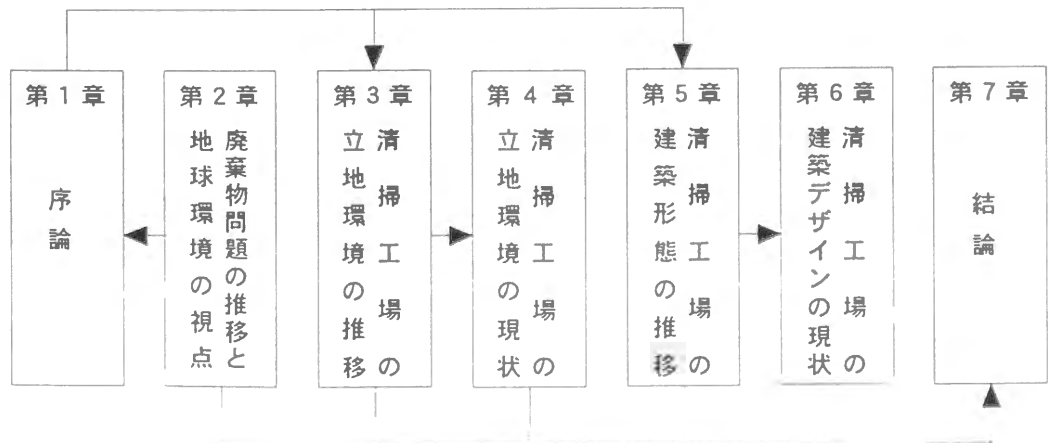 第1章
序論
第2章
廃棄物問題の推移と
地球環境の視点
第3章
清掃工場の
立地環境の推移
第4章
清掃工場の
立地環境の現状
第5章
清掃工場の
建築形態の推移
第6章
清掃工場の
建築デザインの現状
第7章
結論